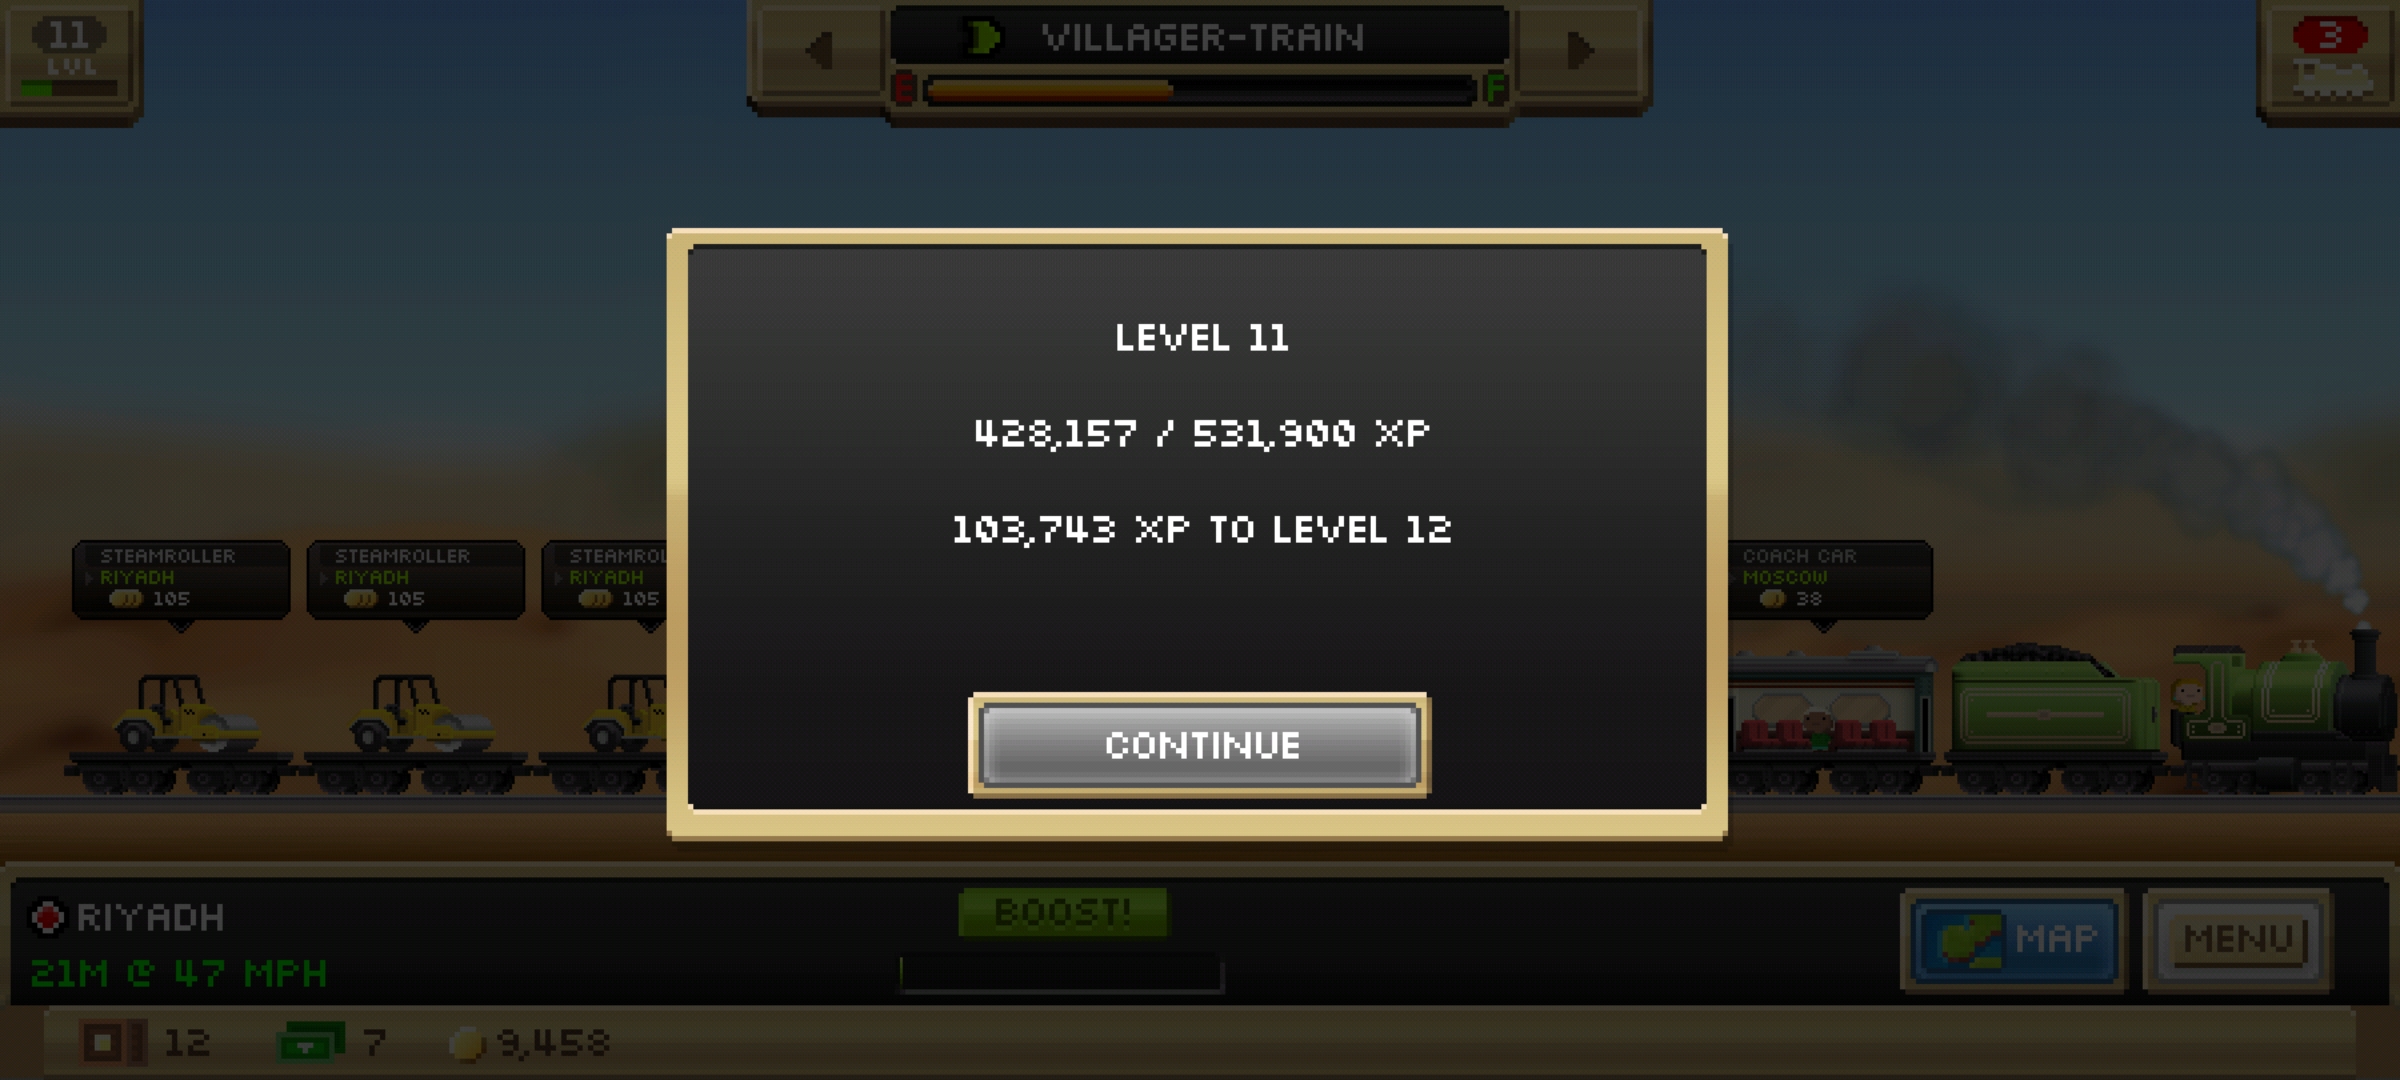 11
LVL
VILLAGER-TRAIN
E
F
3
LEVEL 11
428,157 / 531,900 XP
103,743 XP TO LEVEL 12
CONTINUE
STEAMROLLER
RIYADH
105
STEAMROLLER
RIYADH
105
STEAMROL
RIYADH
105
COACH CAR
MOSCOW
38
RIYADH
21M @ 47 MPH
BOOST!
MAP
MENU
12
7
9,458